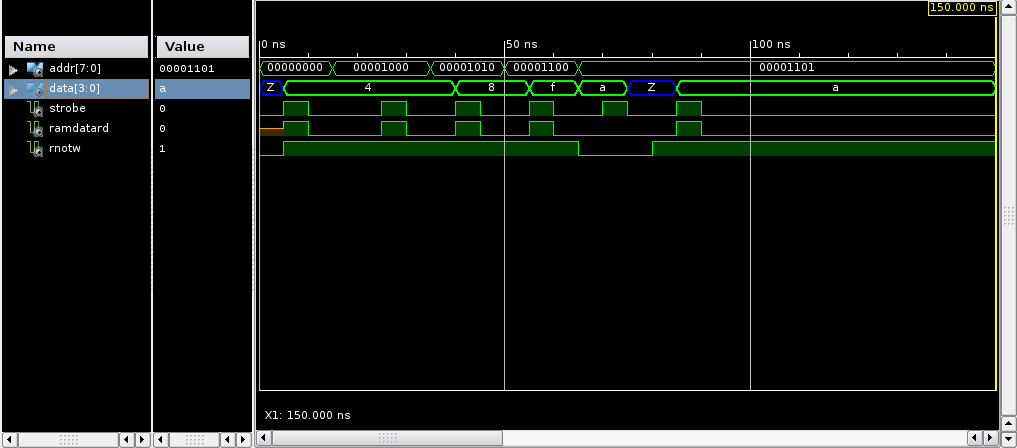 150.000 ns
Name Value
0 ns 50 ns 100 ns
addr[7:0] 00001101 00000000 00001000 00001010 00001100 00001101
data[3:0] a Z 4 8 f a Z a
strobe 0
ramdatard 0
rnotw 1
X1: 150.000 ns